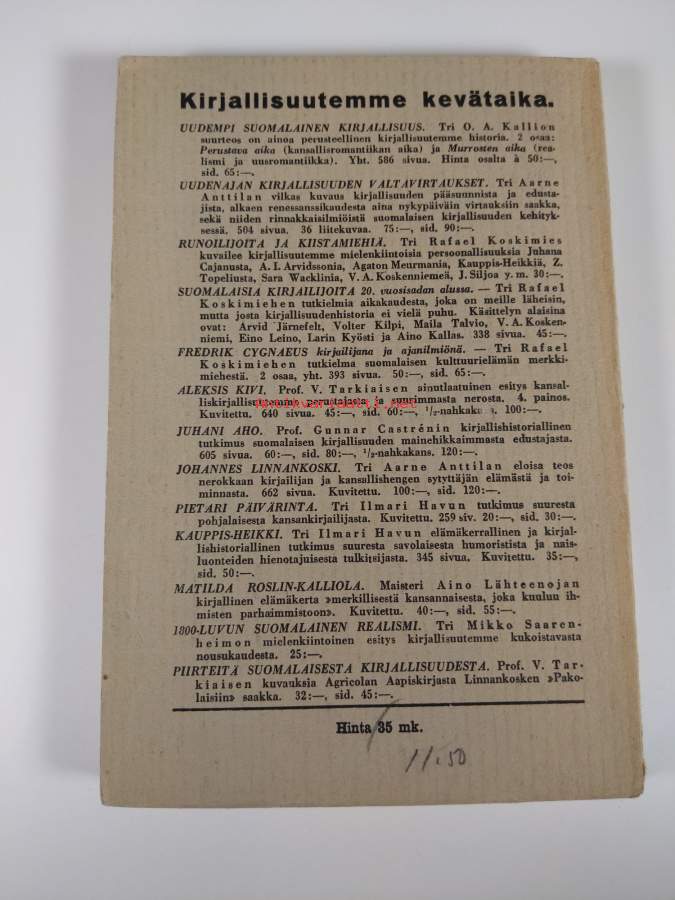 Kirjallisuutemme kevätaika.
UUDEMPI SUOMALAINEN KIRJALLISUUS. Tri O. A. Kallion
suurteos on ainoa perusteellinen kirjallisuutemme historia. 2 osaa:
Perustava aika (kansallisromantiikan aika) ja Murrosten aika (rea-
lismi ja uusromantiikka). Yht. 586 sivua. Hinta osalta à 50:—,
sid. 65:—.
UUDENAJAN KIRJALLISUUDEN VALTAVIRTAUKSET. Tri Aarne
Anttilan vilkas kuvaus kirjallisuuden pääsuunnista ja edusta-
jista, alkaen renessanssikaudesta aina nykypäiväin virtauksiin saakka,
sekä niiden rinnakkaisilmiöistä suomalaisen kirjallisuuden kehityk-
sessä. 504 sivua. 36 liitekuvaa. 75:—, sid. 90:—.
RUNOILIJOITA JA KIISTAMIEHIÄ. Tri Rafael Koskimies
kuvailee kirjallisuutemme mielenkiintoisia persoonallisuuksia Juhana
Cajanusta, A. I. Arvidssonia, Agaton Meurmania, Kauppis-Heikkiä, Z.
Topeliusta, Sara Wacklinia, V. A. Koskenniemeä, J. Siljoa y. m. 30:—.
SUOMALAISIA KIRJAILIJOITA 20. vuosisadan alussa. — Tri Rafael
Koskimiehen tutkielmia aikakaudesta, joka on meille läheisin,
mutta josta kirjallisuudenhistoria ei vielä puhu. Käsittelyn alaisina
ovat: Arvid Järnefelt, Volter Kilpi, Maila Talvio, V. A. Kosken-
niemi, Eino Leino, Larin Kyösti ja Aino Kallas. 338 sivua. 45:—.
FREDRIK CYGNAEUS kirjailijana ja ajanilmiönä. — Tri Rafael
Koskimiehen tutkielma suomalaisen kulttuurielämän merkki-
miehestä. 2 osaa, yht. 393 sivua. 50:—, sid. 65:—.
ALEKSIS KIVI. Prof. V. Tarkiaisen ainutlaatuinen esitys kansal-
liskirjallisuutemme perustajasta ja suurimmasta nerosta. 4. painos.
Kuvitettu. 640 sivua. 45:—, sid. 60:—, 1/2-nahkak. 100:—.
JUHANI AHO. Prof. Gunnar Castrénin kirjallishistoriallinen
tutkimus suomalaisen kirjallisuuden mainehikkaimmasta edustajasta.
605 sivua. 60:—, sid. 80:—, 1/2-nahkakans. 120:—.
JOHANNES LINNANKOSKI. Tri Aarne Anttilan eloisa teos
nerokkaan kirjailijan ja kansallishengen sytyttäjän elämästä ja toi-
minnasta. 662 sivua. Kuvitettu. 100:—, sid. 120:—.
PIETARI PÄIVÄRINTA. Tri Ilmari Havun tutkimus suuresta
pohjalaisesta kansankirjailijasta. Kuvitettu. 259 siv. 20:—, sid. 30:—.
KAUPPIS-HEIKKI. Tri Ilmari Havun elämäkerrallinen ja kirjal-
lishistoriallinen tutkimus suuresta savolaisesta humoristista ja nais-
luonteiden hienotajuisesta tulkitsijasta. 345 sivua. Kuvitettu. 35:—,
sid. 50:—.
MATILDA ROSLIN-KALLIOLA. Maisteri Aino Lähteenojan
kirjallinen elämäkerta »merkillisestä kansannaisesta, joka kuuluu ih-
misten parhaimmistoon». Kuvitettu. 40:—, sid. 55:—.
1800-LUVUN SUOMALAINEN REALISMI. Tri Mikko Saaren-
heimon mielenkiintoinen esitys kirjallisuutemme kukoistavasta
nousukaudesta. 25:—.
PIIRTEITÄ SUOMALAISESTA KIRJALLISUUDESTA. Prof. V. Tar-
kiaisen kuvauksia Agricolan Aapiskirjasta Linnankosken »Pako-
laisiin» saakka. 32:—, sid. 45:—.
Hinta 35 mk.
11.50